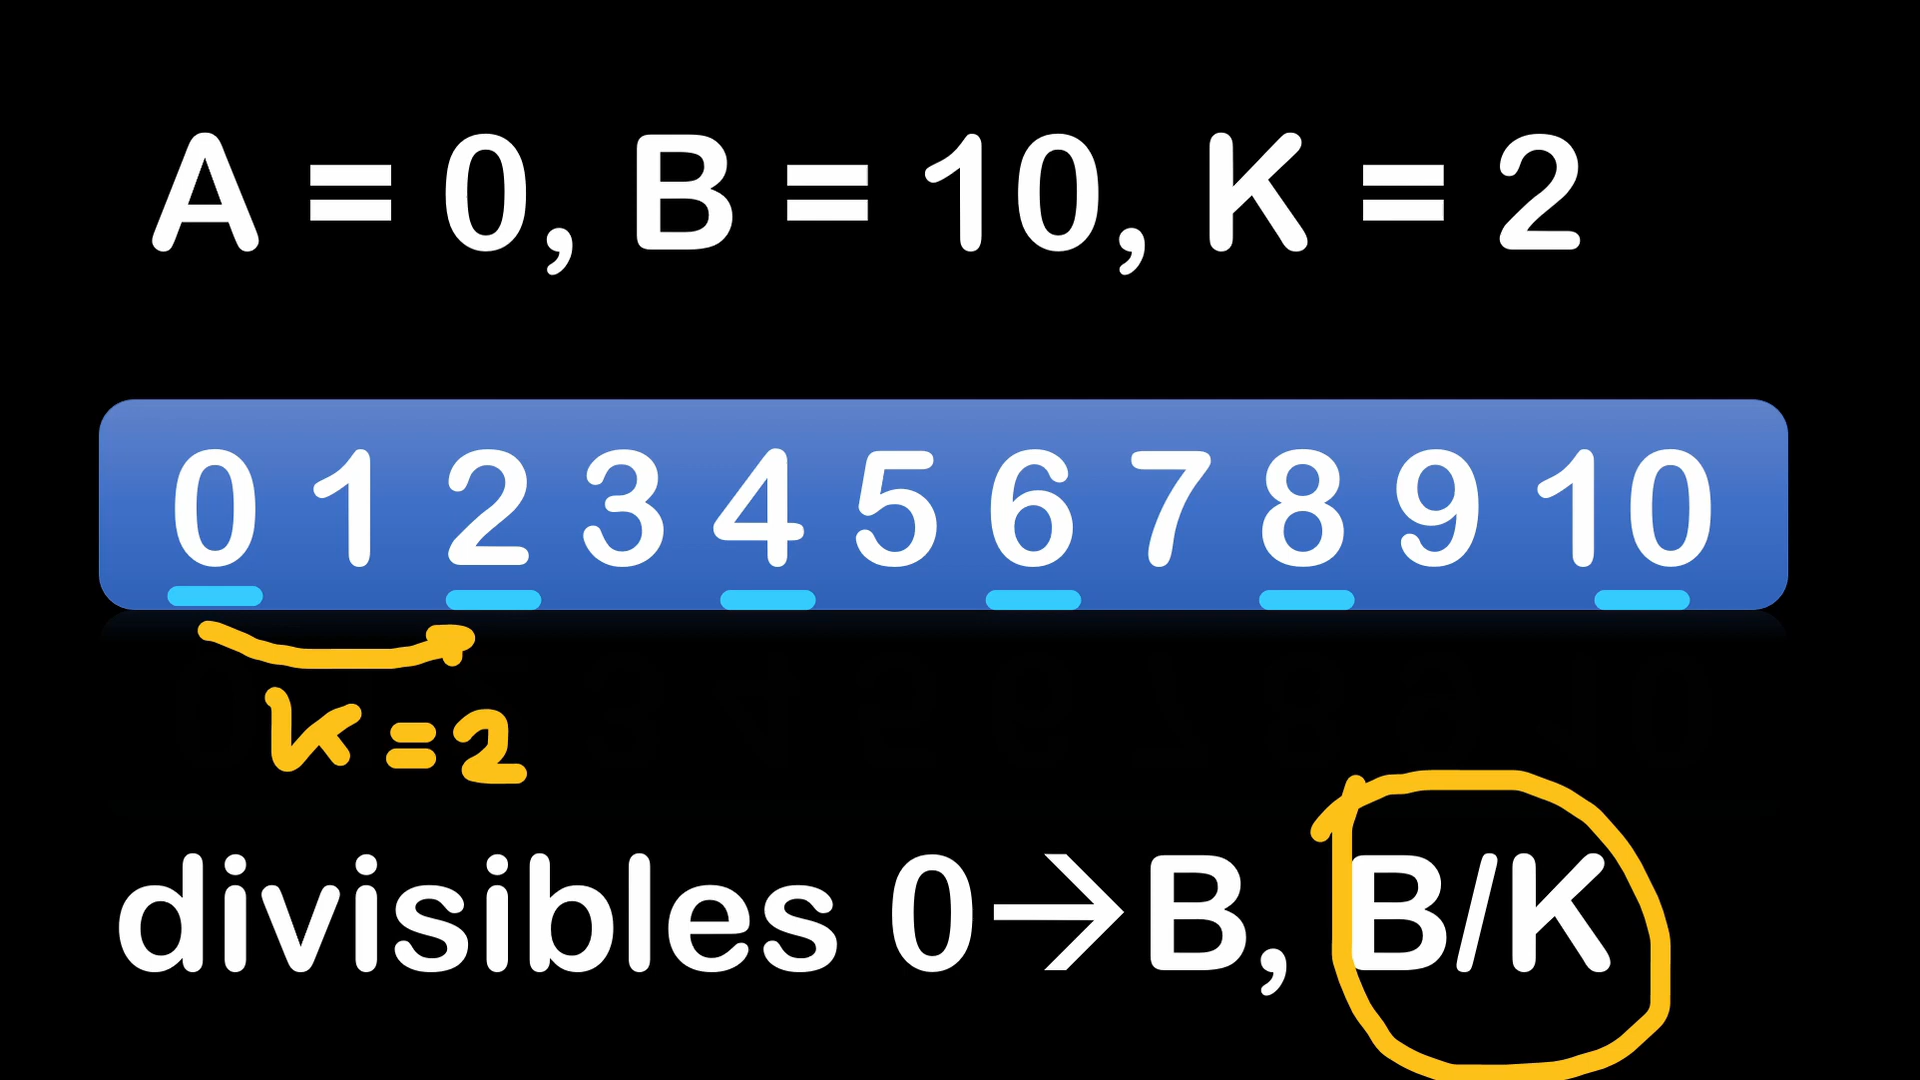 A = 0, B = 10, K = 2
0 1 2 3 4 5 6 7 8 9 10
K = 2
divisibles 0→B, B/K